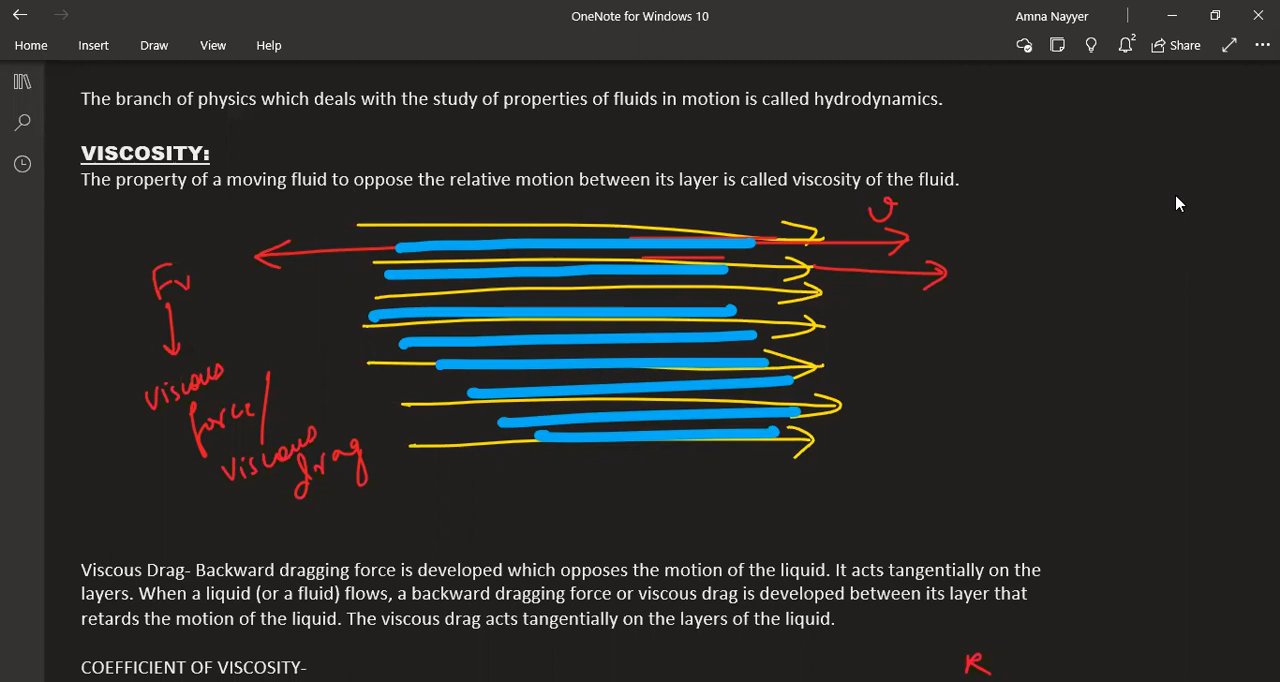 OneNote for Windows 10
Amna Nayyer
Home Insert Draw View Help
2 Share
The branch of physics which deals with the study of properties of fluids in motion is called hydrodynamics.
VISCOSITY:
The property of a moving fluid to oppose the relative motion between its layer is called viscosity of the fluid.
v
Fv
viscous
force/
viscous
drag
Viscous Drag- Backward dragging force is developed which opposes the motion of the liquid. It acts tangentially on the
layers. When a liquid (or a fluid) flows, a backward dragging force or viscous drag is developed between its layer that
retards the motion of the liquid. The viscous drag acts tangentially on the layers of the liquid.
COEFFICIENT OF VISCOSITY-